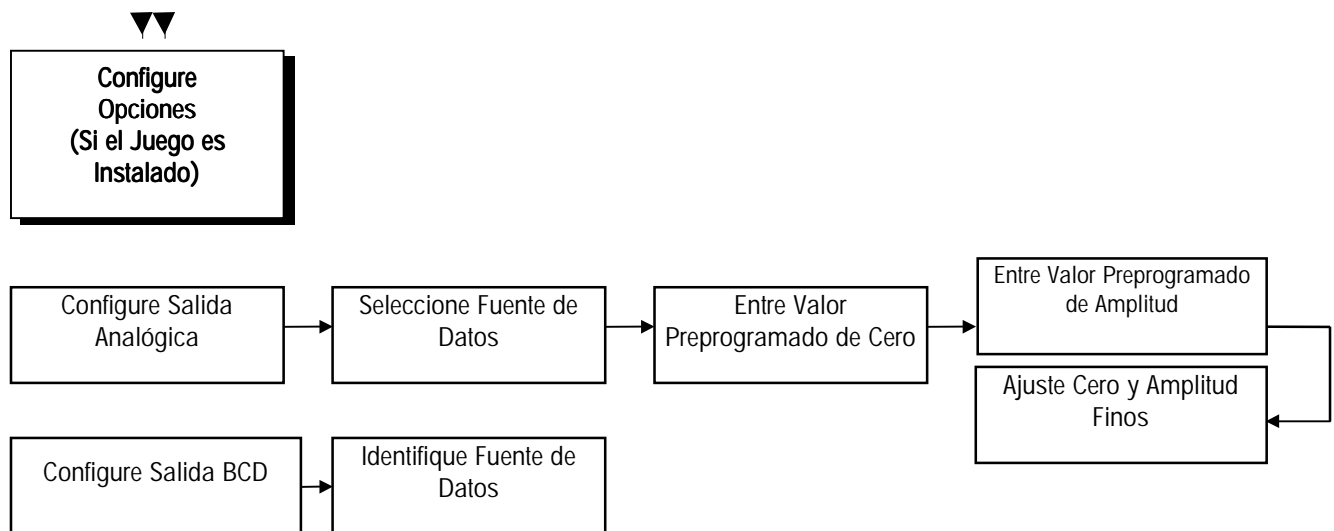 Configure
Opciones
(Si el Juego es
Instalado)
Configure Salida
Analógica
Seleccione Fuente de
Datos
Entre Valor
Preprogramado de Cero
Entre Valor Preprogramado
de Amplitud
Ajuste Cero y Amplitud
Finos
Configure Salida BCD
Identifique Fuente de
Datos